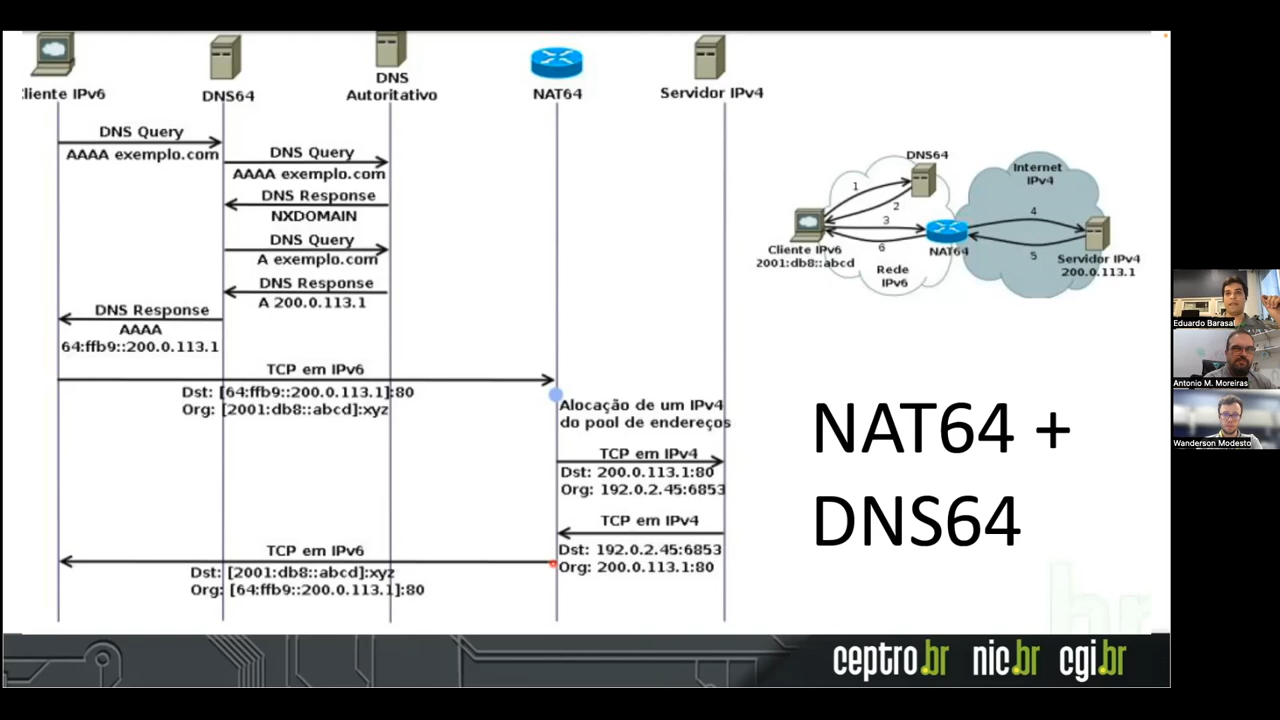 liente IPv6
DNS64
DNS
Autoritativo
NAT64
Servidor IPv4
DNS Query
AAAA exemplo.com
DNS Query
AAAA exemplo.com
DNS Response
NXDOMAIN
DNS Query
A exemplo.com
DNS Response
A 200.0.113.1
DNS Response
AAAA
64:ffb9::200.0.113.1
TCP em IPv6
Dst: [64:ffb9::200.0.113.1]:80
Org: [2001:db8::abcd]:xyz
Alocação de um IPv4
do pool de endereços
TCP em IPv4
Dst: 200.0.113.1:80
Org: 192.0.2.45:6853
TCP em IPv4
Dst: 192.0.2.45:6853
Org: 200.0.113.1:80
TCP em IPv6
Dst: [2001:db8::abcd]:xyz
Org: [64:ffb9::200.0.113.1]:80
DNS64
Internet
IPv4
1
2
3
4
5
6
Cliente IPv6
2001:db8::abcd
NAT64
Rede
IPv6
Servidor IPv4
200.0.113.1
NAT64 +
DNS64
br
ceptro.br nic.br cgi.br
Eduardo Barasal
Antonio M. Moreiras
Wanderson Modesto